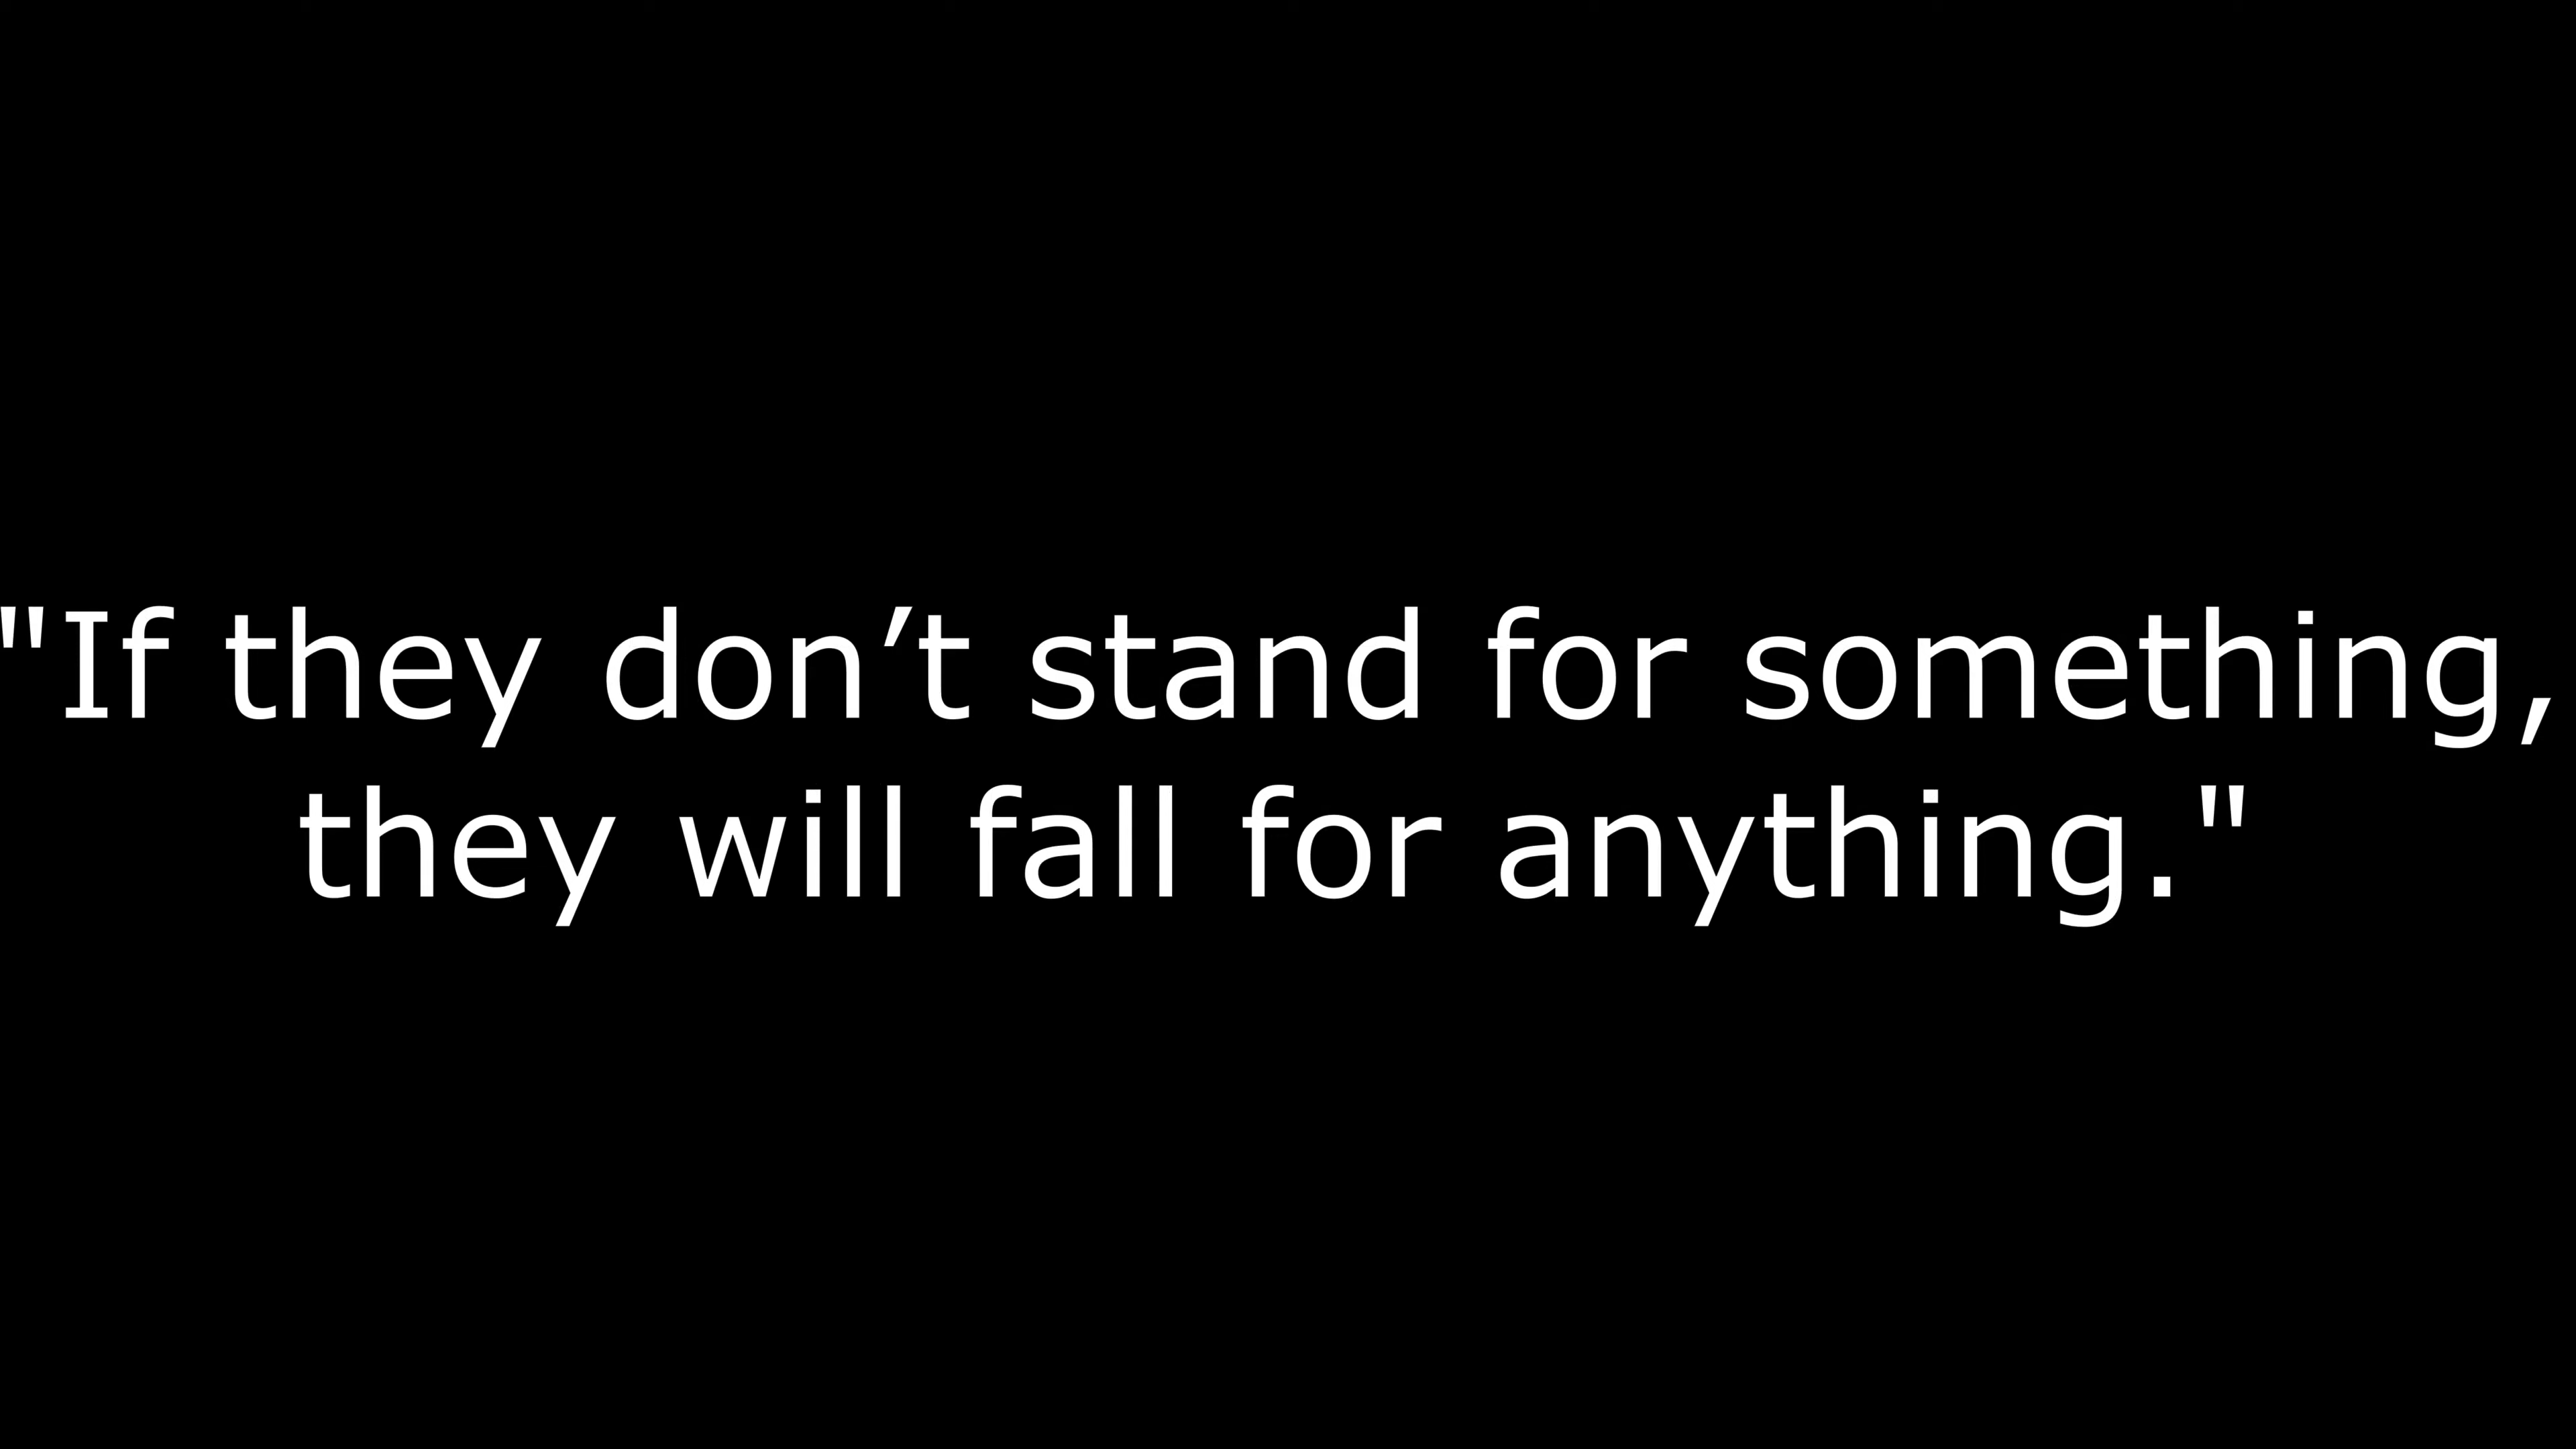 "If they don’t stand for something,
they will fall for anything."